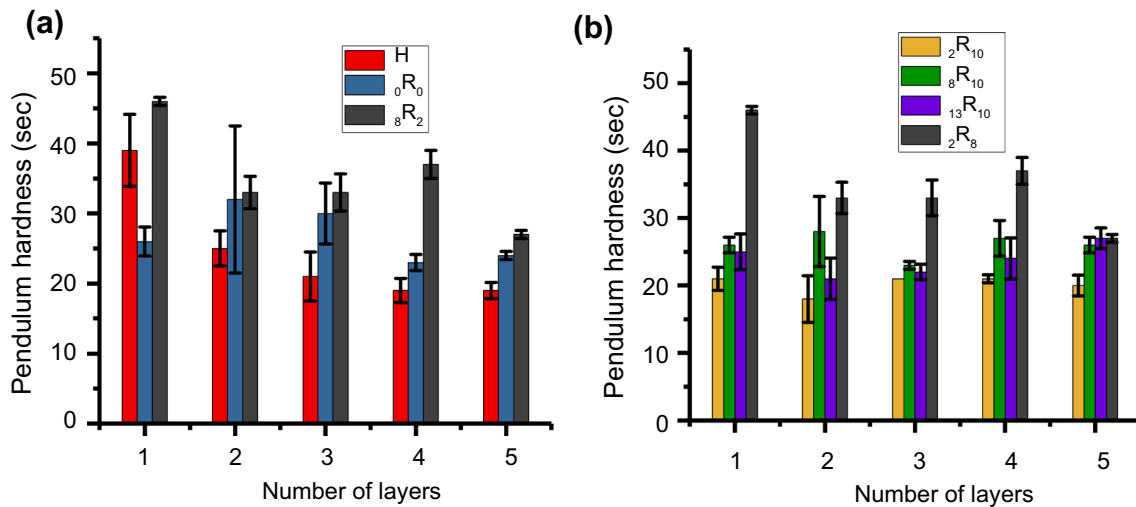 (a)
H
₀R₀
₈R₂
Pendulum hardness (sec)
50
40
30
20
10
0
1 2 3 4 5
Number of layers
(b)
₂R₁₀
₈R₁₀
₁₃R₁₀
₂R₈
Pendulum hardness (sec)
50
40
30
20
10
0
1 2 3 4 5
Number of layers